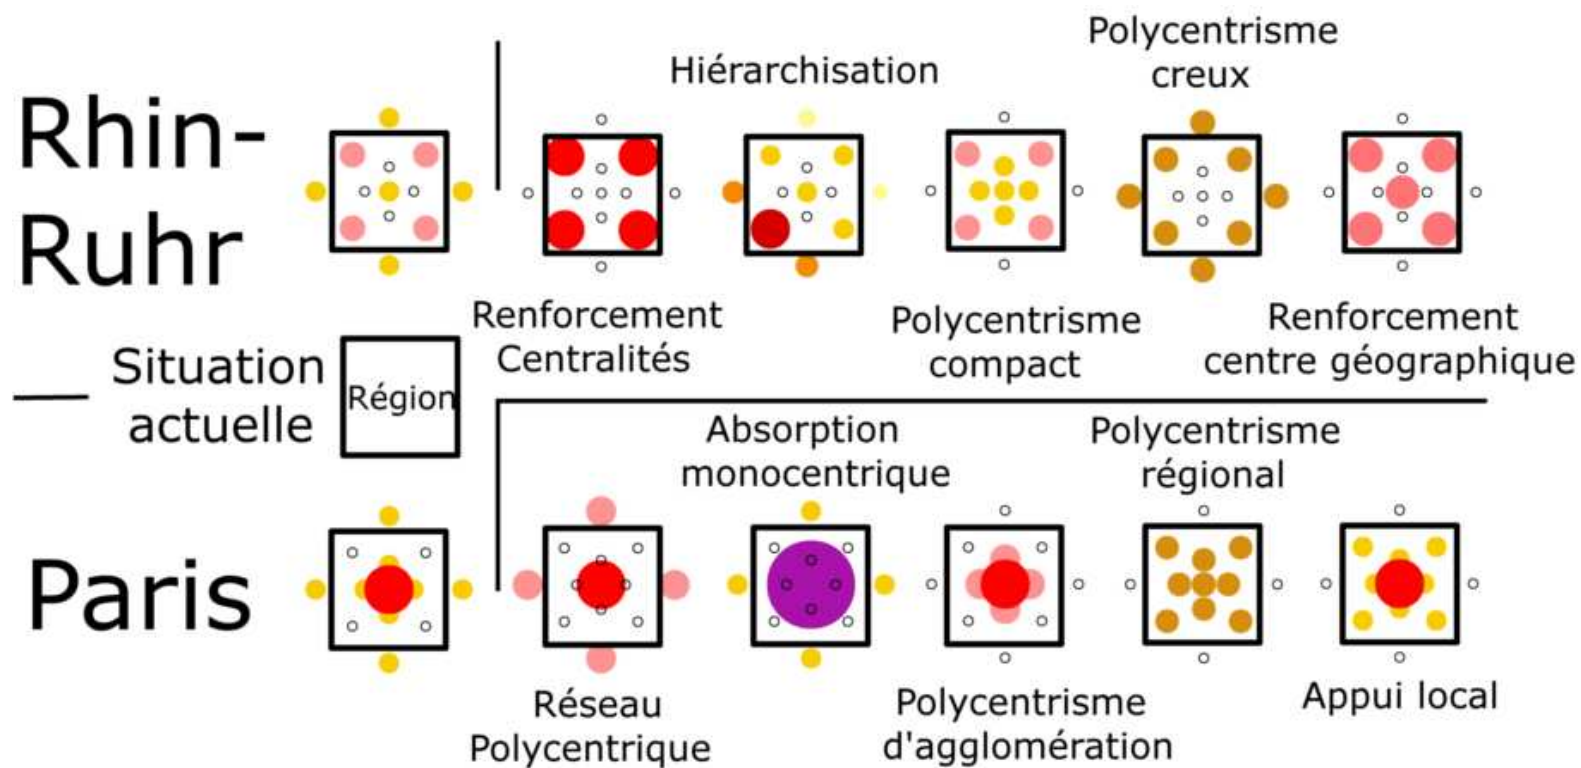 Rhin-
Ruhr
Hiérarchisation
Polycentrisme
creux
Renforcement
Centralités
Polycentrisme
compact
Renforcement
centre géographique
Situation
actuelle
Région
Absorption
monocentrique
Polycentrisme
régional
Paris
Réseau
Polycentrique
Polycentrisme
d'agglomération
Appui local